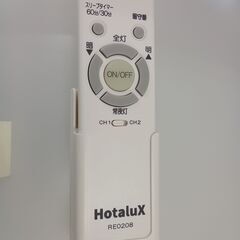 スリープタイマー
60分/30分
留守番
全灯
明
明
ON/OFF
常夜灯
CH1
CH2
HotaluX
RE0208